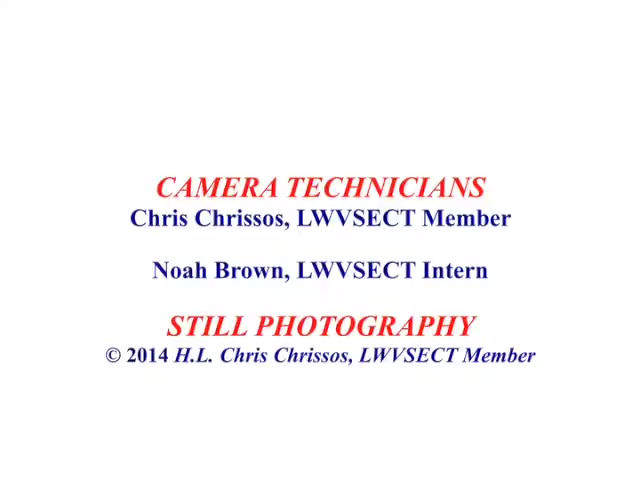 CAMERA TECHNICIANS
Chris Chrissos, LWVSECT Member
Noah Brown, LWVSECT Intern
STILL PHOTOGRAPHY
© 2014 H.L. Chris Chrissos, LWVSECT Member